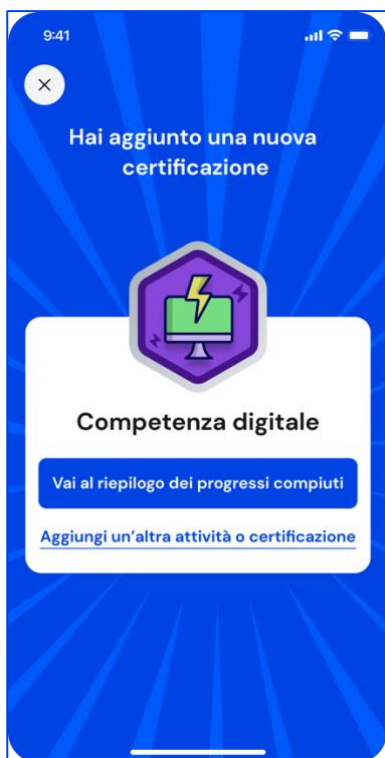 9:41
Hai aggiunto una nuova
certificazione
Competenza digitale
Vai al riepilogo dei progressi compiuti
Aggiungi un’altra attività o certificazione